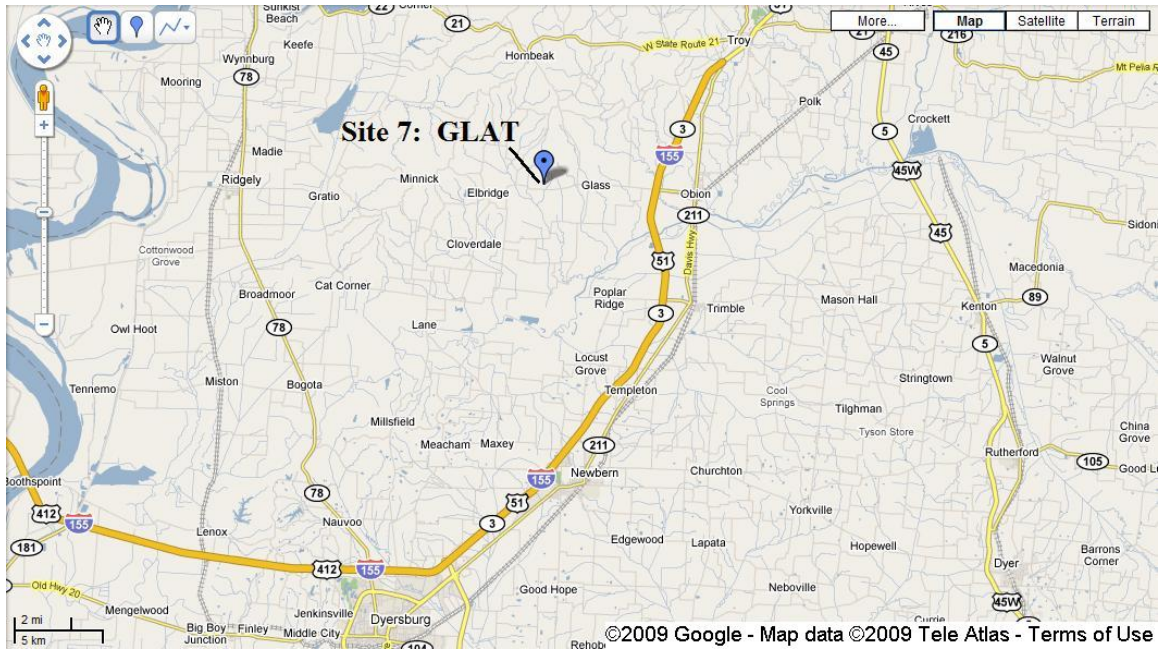 Sunkist Beach
22
Corner
21
More...
Map
Satellite
Terrain
Keefe
Wynnburg
Hornbeak
W State Route 21
Troy
21
45
216
Mt Pelia R
Mooring
78
Polk
Crockett
3
5
Site 7: GLAT
155
Madie
Ridgely
Minnick
Elbridge
Glass
45W
Gratio
Obion
211
Sidoni
Cloverdale
45
Cottonwood Grove
Davis Hwy
51
Macedonia
Cat Corner
Broadmoor
Poplar Ridge
Trimble
Mason Hall
Kenton
89
3
Owl Hoot
78
Lane
5
Locust Grove
Walnut Grove
Tennemo
Miston
Bogota
Templeton
Cool Springs
Stringtown
Millsfield
Tilghman
Meacham
Maxey
211
Tyson Store
China Grove
Rutherford
105
Good Lu
Boothspoint
155
Newbern
Churchton
78
51
412
155
Nauvoo
3
Yorkville
Lenox
181
Edgewood
Lapata
Hopewell
Barrons Corner
412
155
Dyer
Old Hwy 20
Good Hope
Neboville
45W
Mengelwood
Jenkinsville
Dyersburg
2 mi
Big Boy Junction
Finley
Middle City
Currie
5 km
104
Rehobo
©2009 Google - Map data ©2009 Tele Atlas - Terms of Use